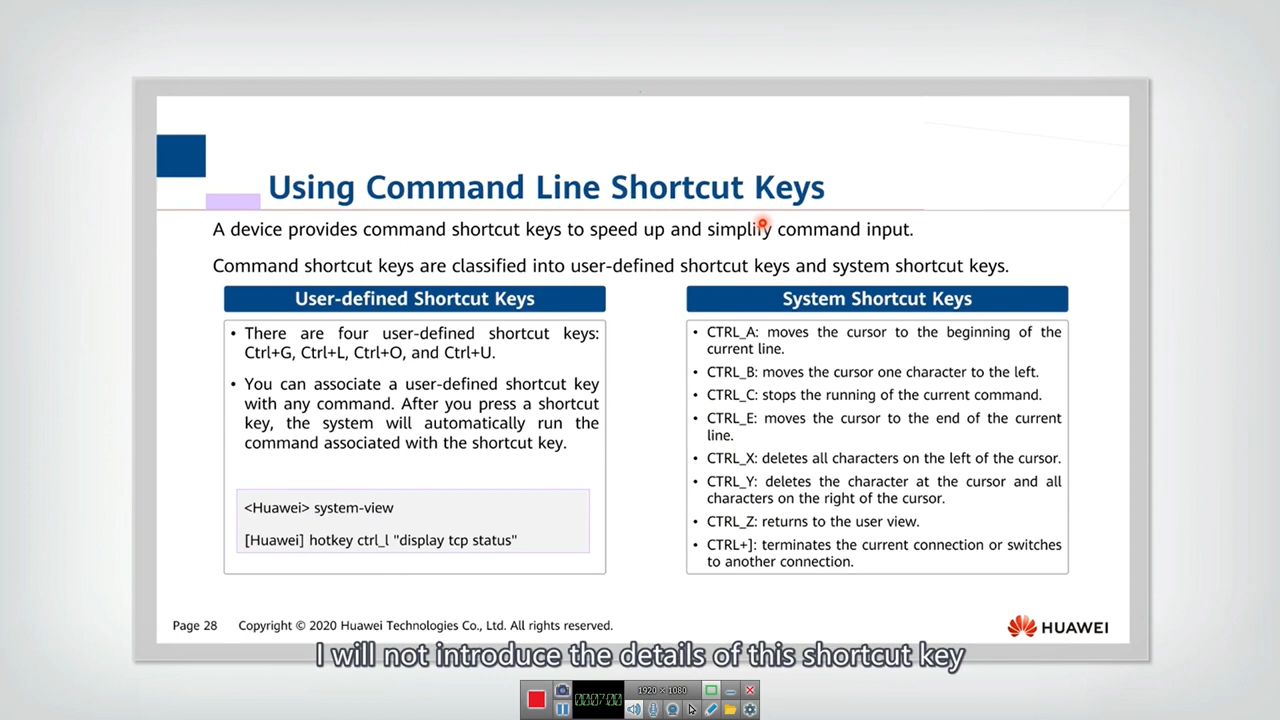 Using Command Line Shortcut Keys
A device provides command shortcut keys to speed up and simplify command input.
Command shortcut keys are classified into user-defined shortcut keys and system shortcut keys.
User-defined Shortcut Keys
• There are four user-defined shortcut keys:
Ctrl+G, Ctrl+L, Ctrl+O, and Ctrl+U.
• You can associate a user-defined shortcut key
with any command. After you press a shortcut
key, the system will automatically run the
command associated with the shortcut key.
<Huawei> system-view
[Huawei] hotkey ctrl_l "display tcp status"
System Shortcut Keys
• CTRL_A: moves the cursor to the beginning of the
current line.
• CTRL_B: moves the cursor one character to the left.
• CTRL_C: stops the running of the current command.
• CTRL_E: moves the cursor to the end of the current
line.
• CTRL_X: deletes all characters on the left of the cursor.
• CTRL_Y: deletes the character at the cursor and all
characters on the right of the cursor.
• CTRL_Z: returns to the user view.
• CTRL+]: terminates the current connection or switches
to another connection.
Page 28 Copyright © 2020 Huawei Technologies Co., Ltd. All rights reserved.
HUAWEI
I will not introduce the details of this shortcut key
00:07:00
1920 × 1080